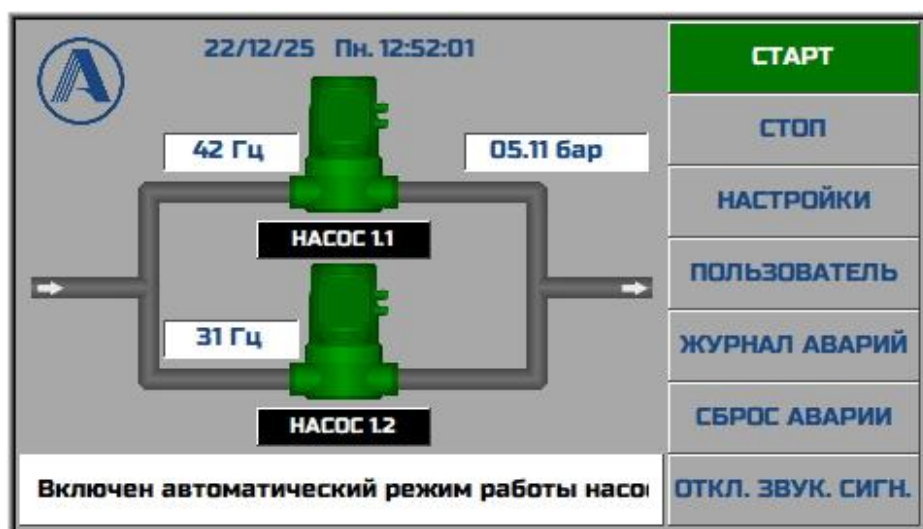 22/12/25 Пн. 12:52:01
42 Гц
05.11 бар
НАСОС 1.1
31 Гц
НАСОС 1.2
Включен автоматический режим работы
СТАРТ
СТОП
НАСТРОЙКИ
ПОЛЬЗОВАТЕЛЬ
ЖУРНАЛ АВАРИЙ
СБРОС АВАРИИ
ОТКЛ. ЗВУК. СИГН.